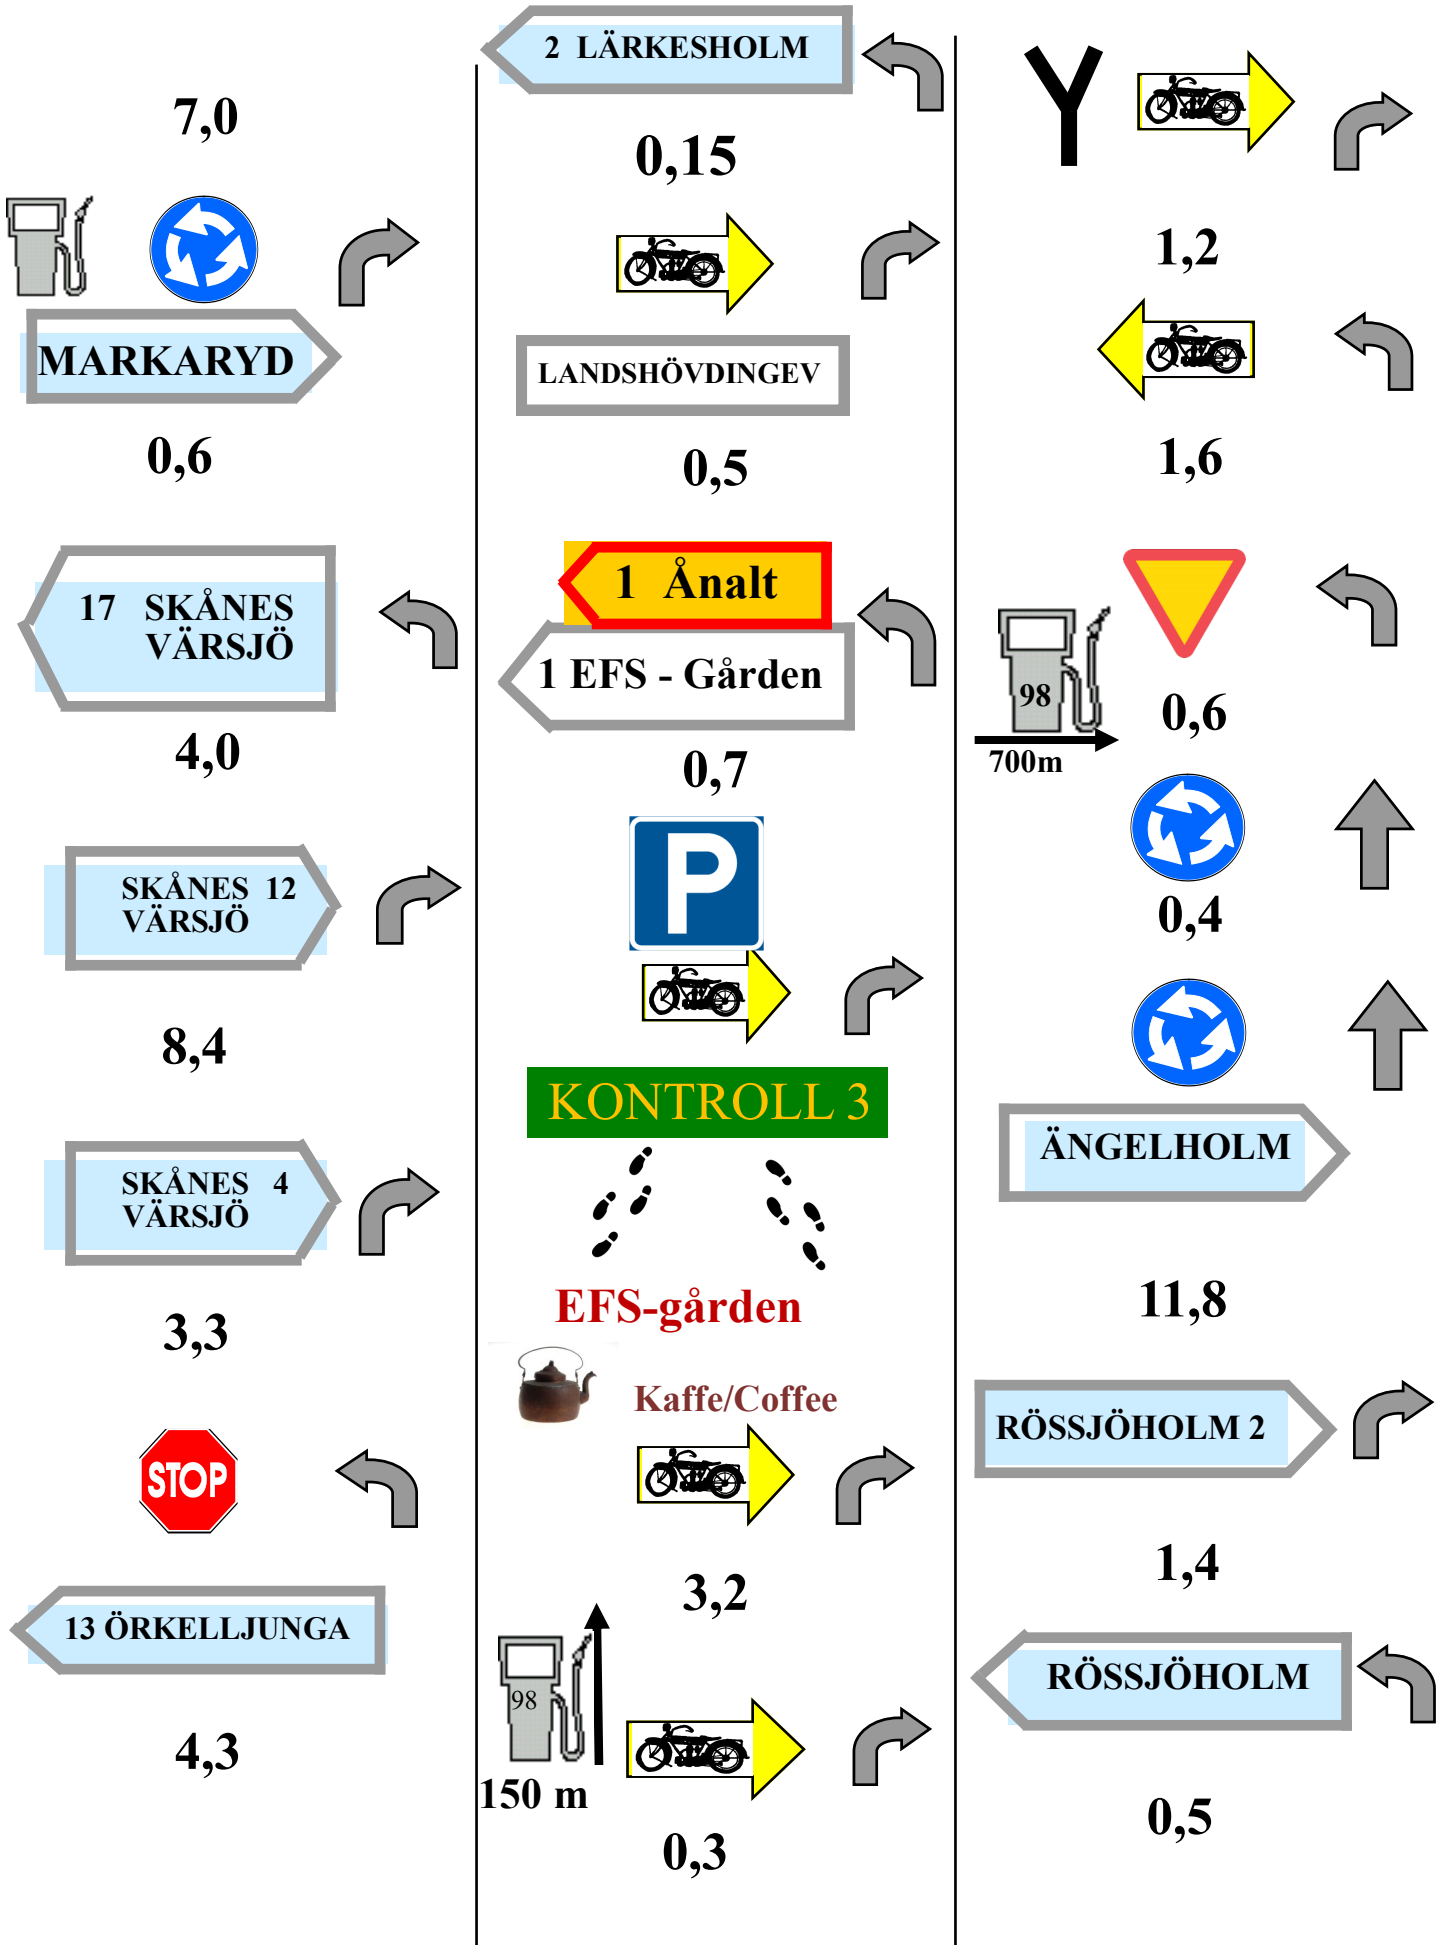 7,0
MARKARYD
0,6
17 SKÅNES
VÄRSJÖ
4,0
SKÅNES 12
VÄRSJÖ
8,4
SKÅNES 4
VÄRSJÖ
3,3
STOP
13 ÖRKELLJUNGA
4,3
2 LÄRKESHOLM
0,15
LANDSHÖVDINGEV
0,5
1 Ånalt
1 EFS - Gården
0,7
P
KONTROLL 3
EFS-gården
Kaffe/Coffee
3,2
98
150 m
0,3
Y
1,2
1,6
98
0,6
700m
0,4
ÄNGELHOLM
11,8
RÖSSJÖHOLM 2
1,4
RÖSSJÖHOLM
0,5